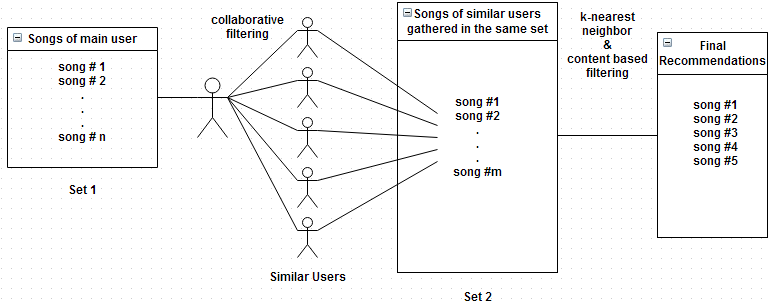 Songs of main user
song # 1
song # 2
.
.
.
song # n
Set 1
collaborative
filtering
Similar Users
Songs of similar users
gathered in the same set
song #1
song #2
.
.
.
song #m
Set 2
k-nearest
neighbor
&
content based
filtering
Final
Recommendations
song #1
song #2
song #3
song #4
song #5